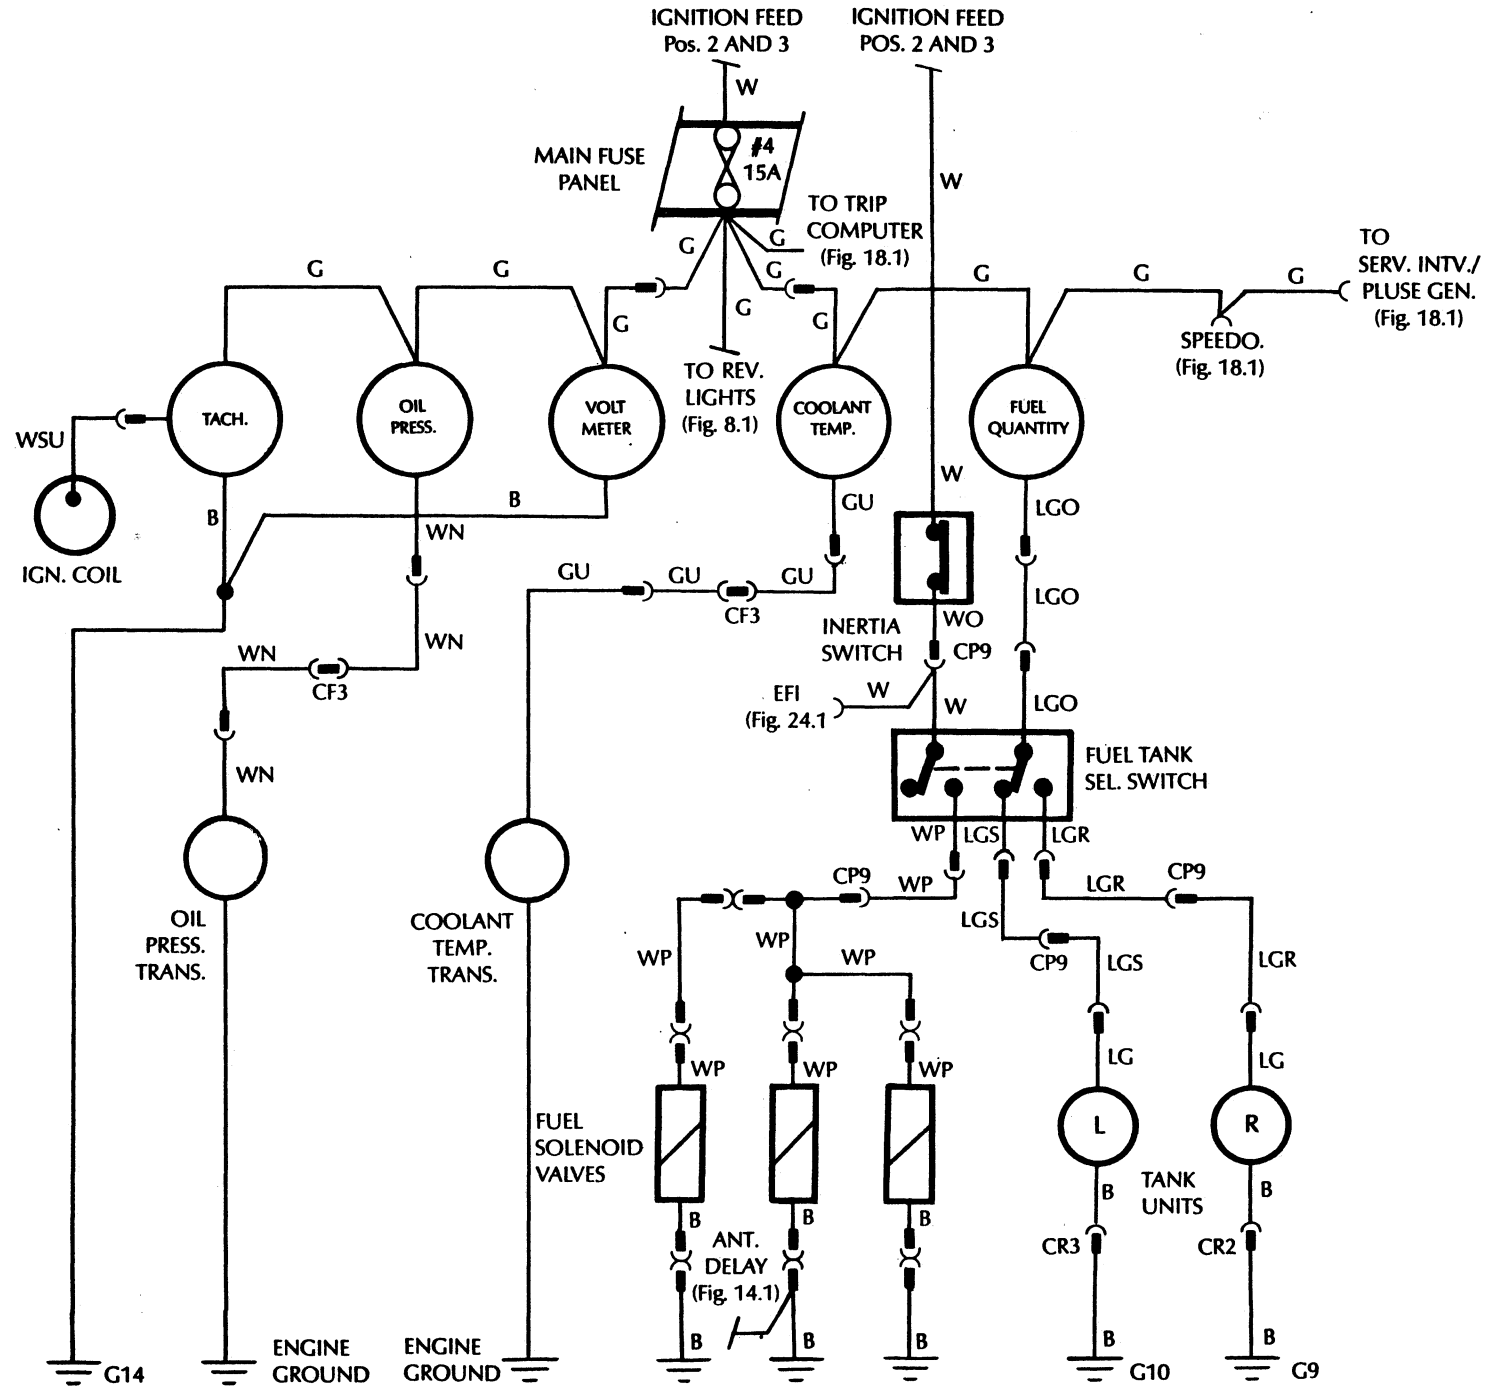 IGNITION FEED
Pos. 2 AND 3
IGNITION FEED
POS. 2 AND 3
W
MAIN FUSE
PANEL
#4
15A
W
TO TRIP
COMPUTER
(Fig. 18.1)
G
G
G
G
TO
SERV. INTV./
PLUSE GEN.
(Fig. 18.1)
G
G
G
G
G
G
G
SPEEDO.
(Fig. 18.1)
TO REV.
LIGHTS
(Fig. 8.1)
TACH.
OIL
PRESS.
VOLT
METER
COOLANT
TEMP.
FUEL
QUANTITY
WSU
IGN. COIL
B
B
WN
GU
W
LGO
WN
WN
CF3
WN
GU
GU
GU
CF3
INERTIA
SWITCH
WO
CP9
LGO
EFI
(Fig. 24.1
W
W
LGO
FUEL TANK
SEL. SWITCH
WP
LGS
LGR
OIL
PRESS.
TRANS.
COOLANT
TEMP.
TRANS.
CP9
WP
LGR
CP9
LGS
WP
WP
WP
CP9
LGS
LGR
WP
WP
WP
LG
LG
FUEL
SOLENOID
VALVES
L
R
TANK
UNITS
B
B
B
B
B
CR3
CR2
ANT.
DELAY
(Fig. 14.1)
B
B
B
B
B
G14
ENGINE
GROUND
ENGINE
GROUND
G10
G9